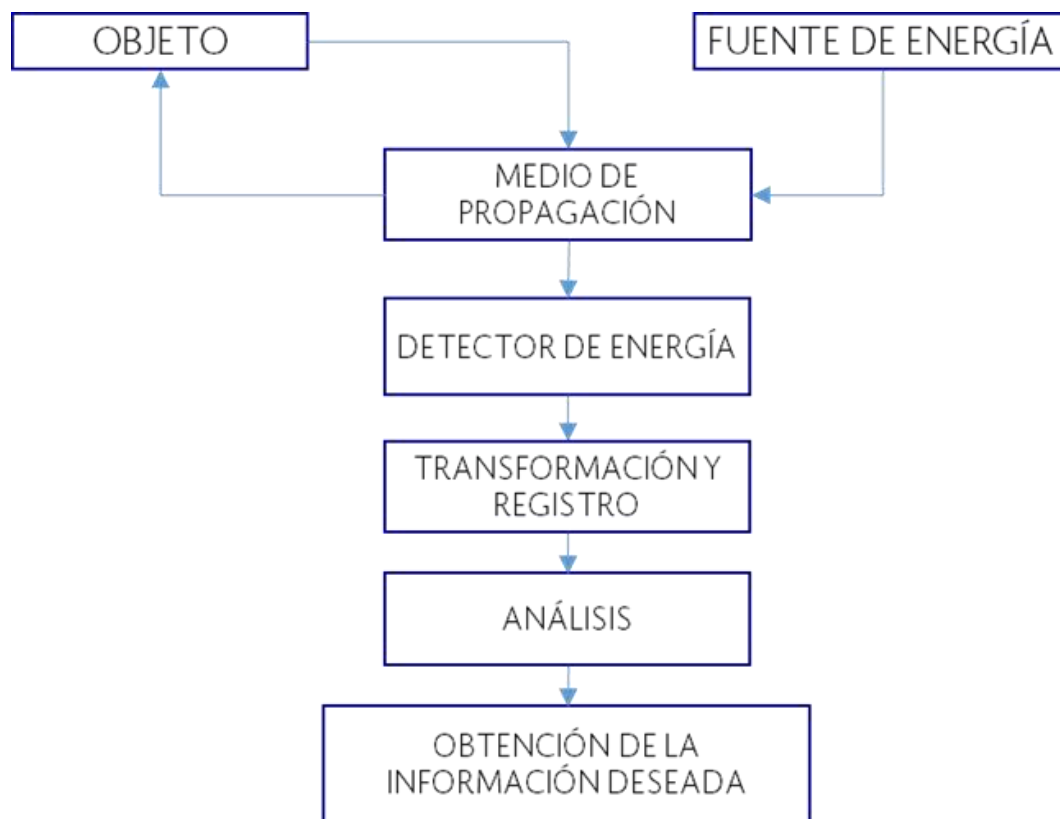 OBJETO
FUENTE DE ENERGÍA
MEDIO DE
PROPAGACIÓN
DETECTOR DE ENERGÍA
TRANSFORMACIÓN Y
REGISTRO
ANÁLISIS
OBTENCIÓN DE LA
INFORMACIÓN DESEADA